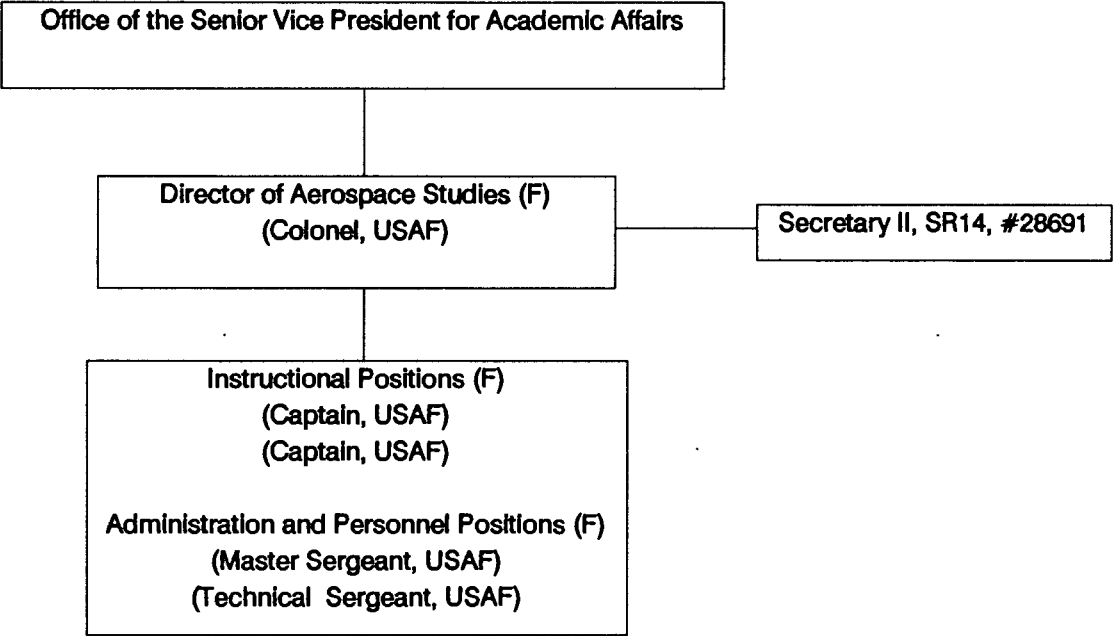 Office of the Senior Vice President for Academic Affairs
Director of Aerospace Studies (F)
(Colonel, USAF)
Secretary II, SR14, #28691
Instructional Positions (F)
(Captain, USAF)
(Captain, USAF)
Administration and Personnel Positions (F)
(Master Sergeant, USAF)
(Technical Sergeant, USAF)